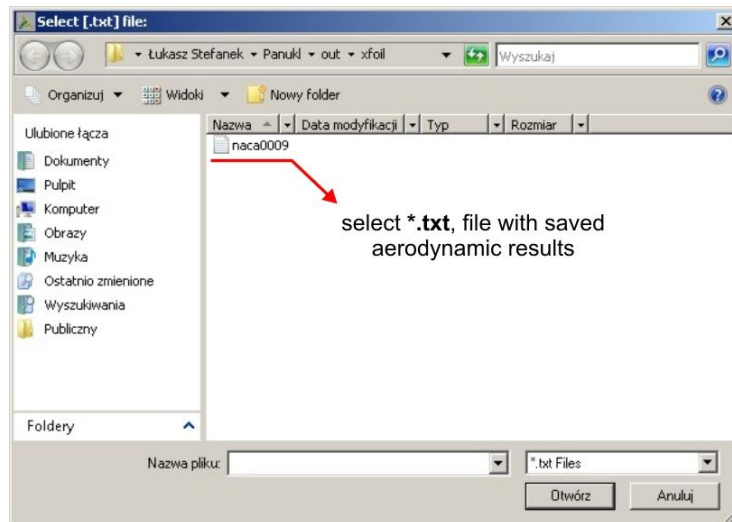 Select [.txt] file:
Łukasz Stefanek Panukl out xfoil
Wyszukaj
Organizuj Widoki Nowy folder
Ulubione łącza
Dokumenty
Pulpit
Komputer
Obrazy
Muzyka
Ostatnio zmienione
Wyszukiwania
Publiczny
Foldery
Nazwa Data modyfikacji Typ Rozmiar
naca0009
select *.txt, file with saved
aerodynamic results
Nazwa pliku: *.txt Files
Otwórz Anuluj